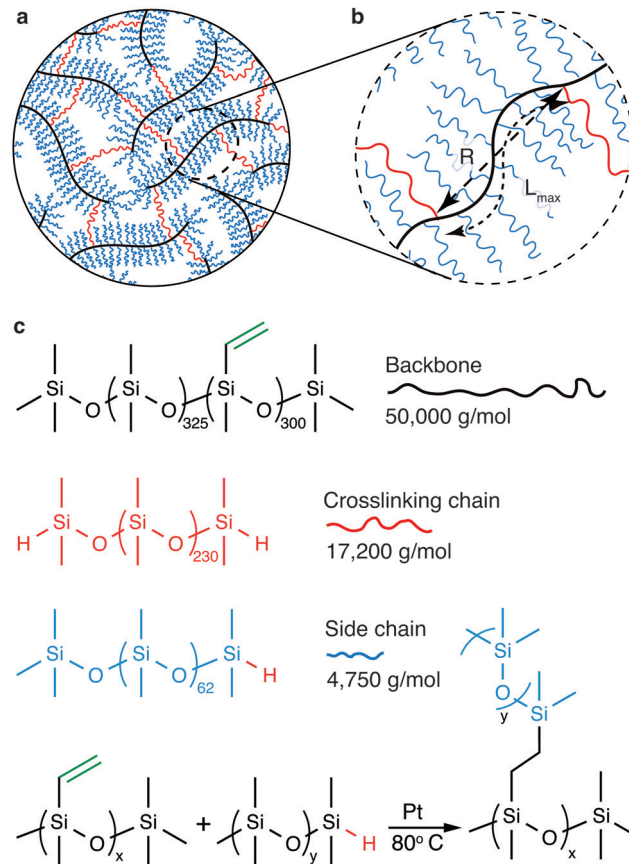 a
b
R
L max
c
Si O ( Si O ) 325 ( Si O ) 300 Si
Backbone
50,000 g/mol
H Si O ( Si O ) 230 Si H
Crosslinking chain
17,200 g/mol
Si O ( Si O ) 62 Si H
Side chain
4,750 g/mol
( Si O ) y Si
( Si O ) x Si + ( Si O ) y Si H Pt 80° C ( Si O ) x Si